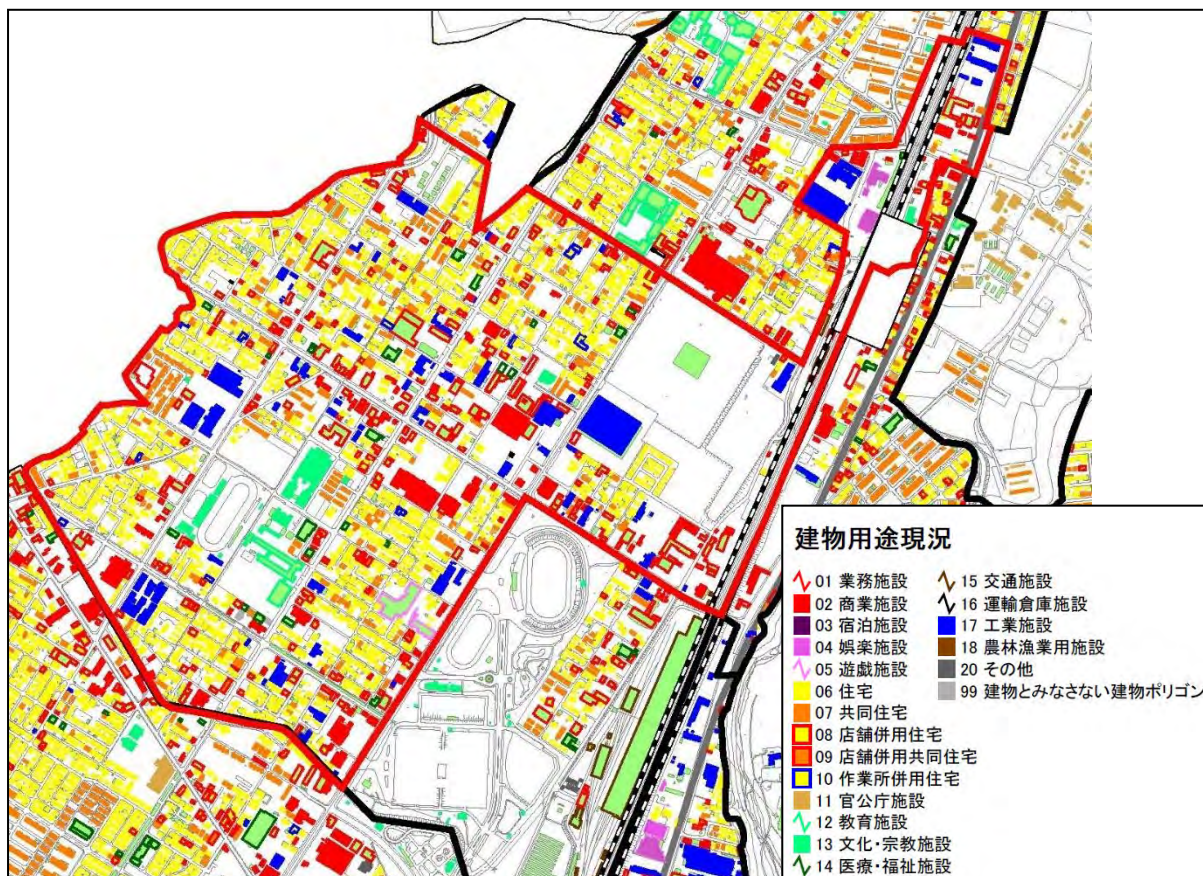 建物用途現況
01 業務施設
02 商業施設
03 宿泊施設
04 娯楽施設
05 遊戯施設
06 住宅
07 共同住宅
08 店舗併用住宅
09 店舗併用共同住宅
10 作業所併用住宅
11 官公庁施設
12 教育施設
13 文化・宗教施設
14 医療・福祉施設
15 交通施設
16 運輸倉庫施設
17 工業施設
18 農林漁業用施設
20 その他
99 建物とみなさない建物ポリゴン